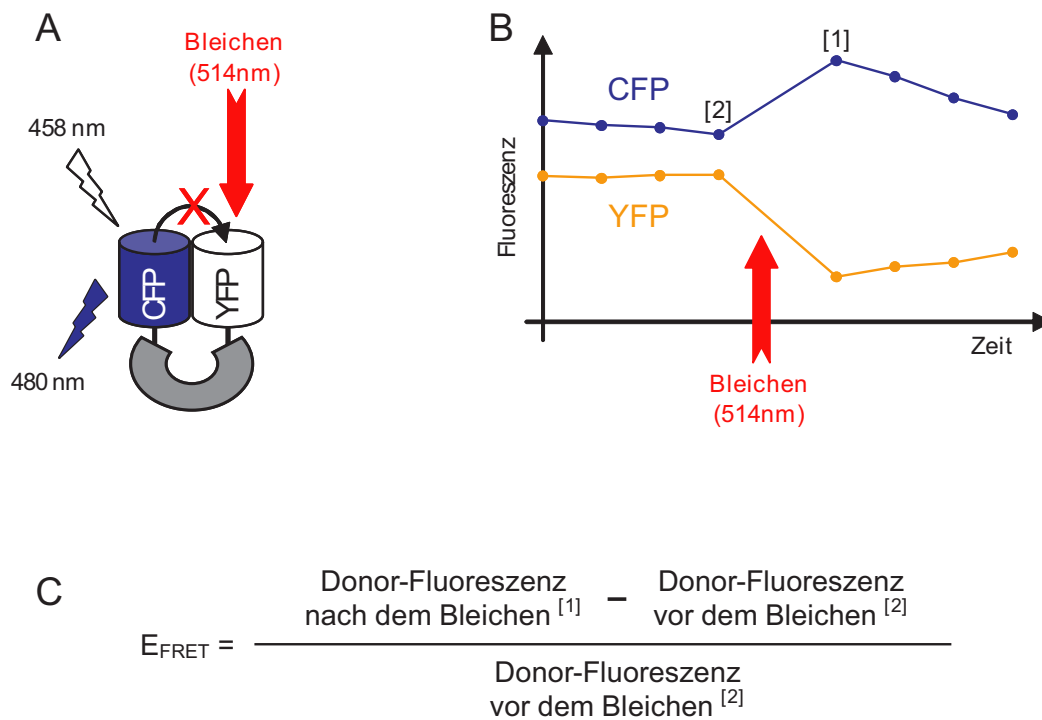 A
Bleichen
(514nm)
458 nm
CFP
YFP
480 nm
B
[1]
CFP
[2]
YFP
Fluoreszenz
Zeit
Bleichen
(514nm)
C
E_FRET =
Donor-Fluoreszenz
nach dem Bleichen [1]
–
Donor-Fluoreszenz
vor dem Bleichen [2]
Donor-Fluoreszenz
vor dem Bleichen [2]